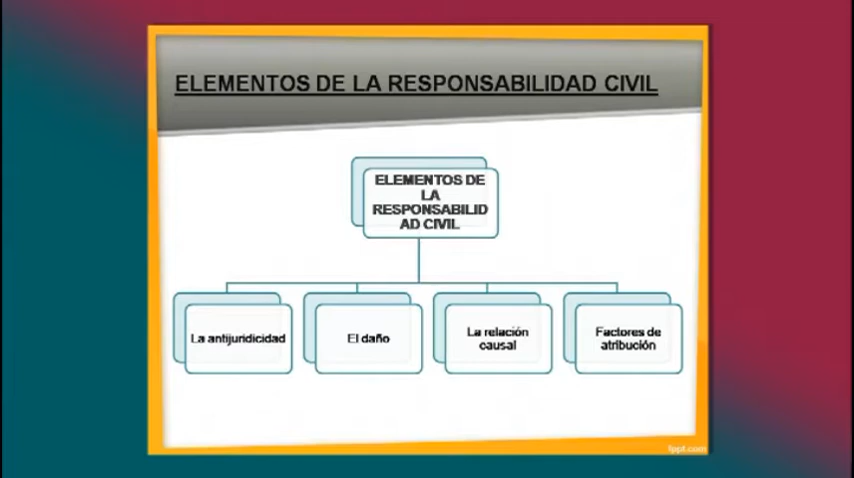 ELEMENTOS DE LA RESPONSABILIDAD CIVIL
ELEMENTOS DE
LA
RESPONSABILID
AD CIVIL
La antijuridicidad
El daño
La relación
causal
Factores de
atribución
fppt.com